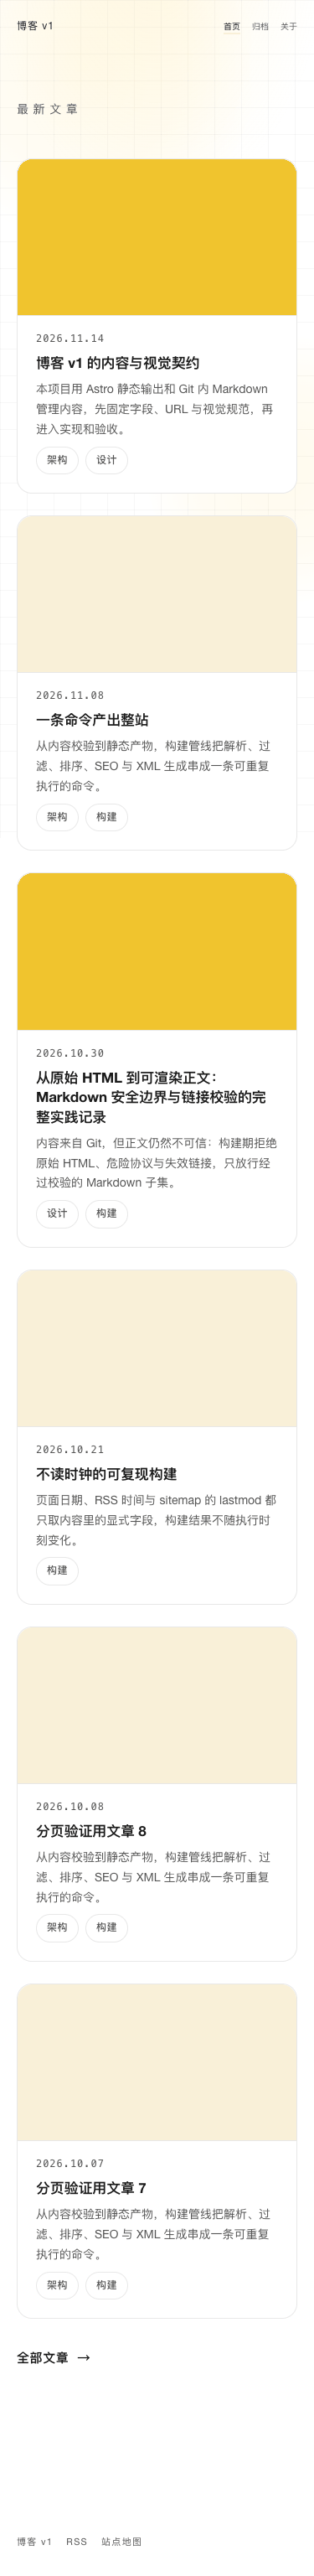 博客 v1 首页 归档 关于
最新文章
2026.11.14
博客 v1 的内容与视觉契约
本项目用 Astro 静态输出和 Git 内 Markdown
管理内容，先固定字段、URL 与视觉规范，再
进入实现和验收。
架构 设计
2026.11.08
一条命令产出整站
从内容校验到静态产物，构建管线把解析、过
滤、排序、SEO 与 XML 生成串成一条可重复
执行的命令。
架构 构建
2026.10.30
从原始 HTML 到可渲染正文：
Markdown 安全边界与链接校验的完
整实践记录
内容来自 Git，但正文仍然不可信：构建期拒绝
原始 HTML、危险协议与失效链接，只放行经
过校验的 Markdown 子集。
设计 构建
2026.10.21
不读时钟的可复现构建
页面日期、RSS 时间与 sitemap 的 lastmod 都
只取内容里的显式字段，构建结果不随执行时
刻变化。
构建
2026.10.08
分页验证用文章 8
从内容校验到静态产物，构建管线把解析、过
滤、排序、SEO 与 XML 生成串成一条可重复
执行的命令。
架构 构建
2026.10.07
分页验证用文章 7
从内容校验到静态产物，构建管线把解析、过
滤、排序、SEO 与 XML 生成串成一条可重复
执行的命令。
架构 构建
全部文章 →
博客 v1 RSS 站点地图